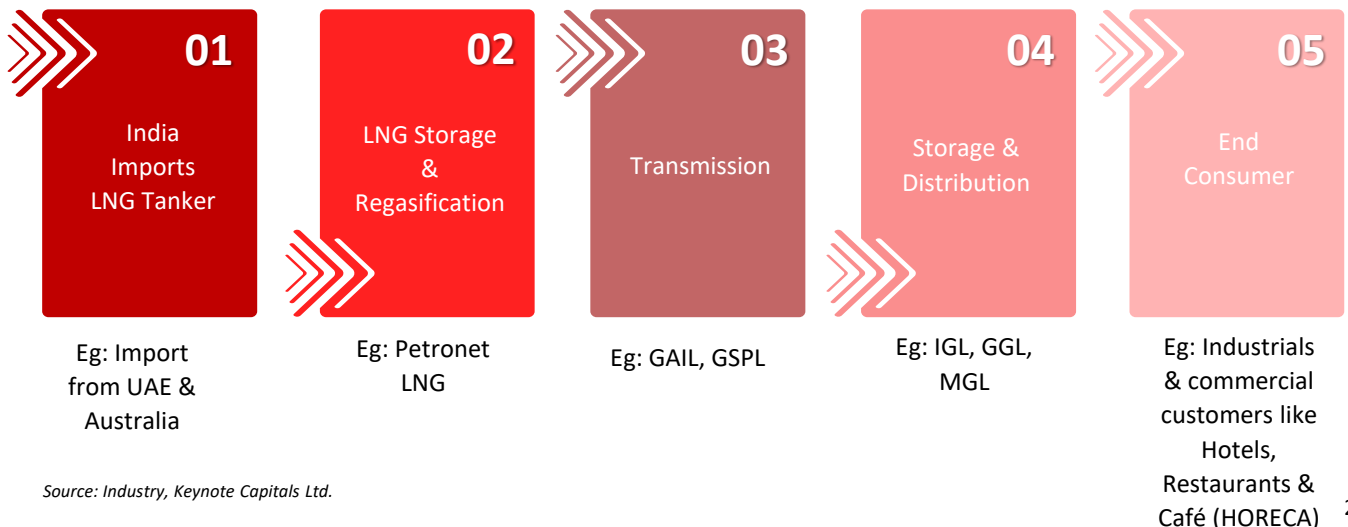 01
India
Imports
LNG Tanker
Eg: Import
from UAE &
Australia
02
LNG Storage
&
Regasification
Eg: Petronet
LNG
03
Transmission
Eg: GAIL, GSPL
04
Storage &
Distribution
Eg: IGL, GGL,
MGL
05
End
Consumer
Eg: Industrials
& commercial
customers like
Hotels,
Restaurants &
Café (HORECA)
Source: Industry, Keynote Capitals Ltd.